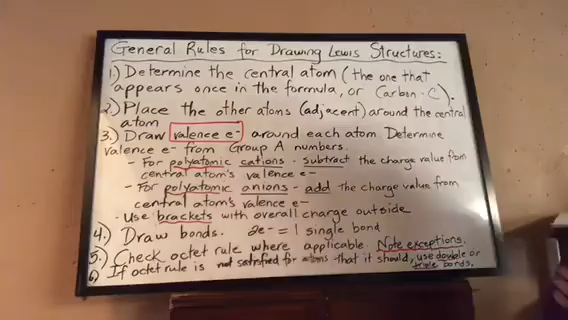 General Rules for Drawing Lewis Structures:
1.) Determine the central atom (the one that
appears once in the formula, or Carbon-C).
2) Place the other atoms (adjacent) around the central
atom
3.) Draw valence e- around each atom Determine
valence e- from Group A numbers.
- For polyatomic cations - subtract the charge value from
central atom's valence e-
- For polyatomic anions - add the charge value from
central atom's valence e-
- Use brackets with overall charge outside
4.) Draw bonds. 2e- = 1 single bond
5.) Check octet rule where applicable. Note exceptions.
6) If octet rule is not satisfied for atoms that it should, use double or
triple bonds.